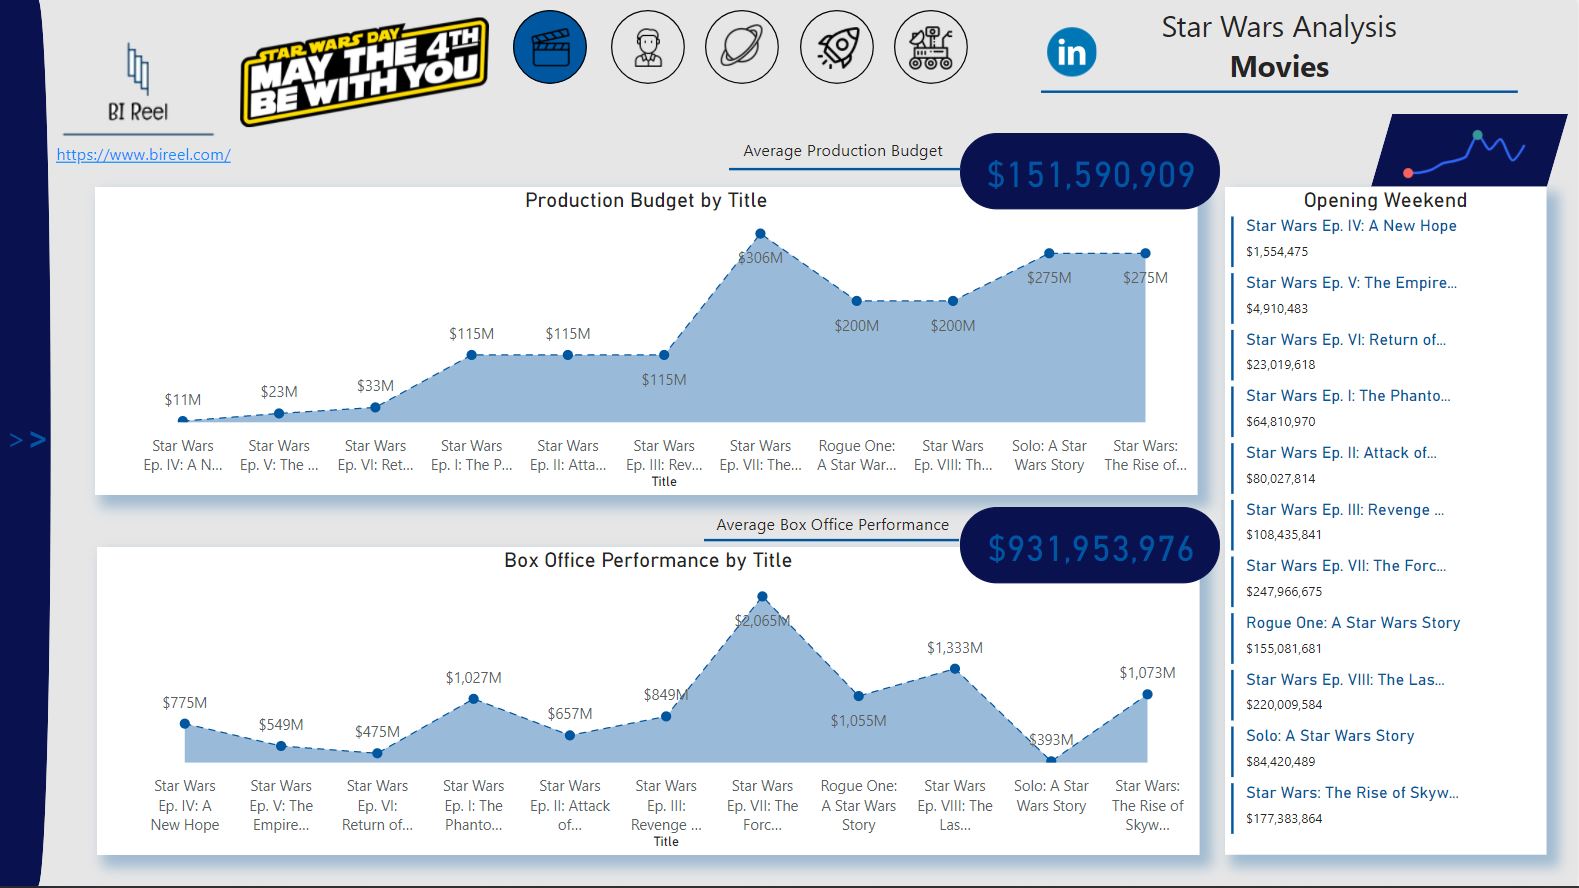 STAR WARS DAY
MAY THE 4TH
BE WITH YOU
in
Star Wars Analysis
Movies
BI Reel
https://www.bireel.com/
Average Production Budget
$151,590,909
Production Budget by Title
$11M
$23M
$33M
$115M
$115M
$115M
$306M
$200M
$200M
$275M
$275M
Star Wars
Ep. IV: A N...
Star Wars
Ep. V: The ...
Star Wars
Ep. VI: Ret...
Star Wars
Ep. I: The P...
Star Wars
Ep. II: Atta...
Star Wars
Ep. III: Rev...
Star Wars
Ep. VII: The...
Rogue One:
A Star War...
Star Wars
Ep. VIII: Th...
Solo: A Star
Wars Story
Star Wars:
The Rise of...
Title
> >
Average Box Office Performance
$931,953,976
Box Office Performance by Title
$775M
$549M
$475M
$1,027M
$657M
$849M
$2,065M
$1,055M
$1,333M
$393M
$1,073M
Star Wars
Ep. IV: A
New Hope
Star Wars
Ep. V: The
Empire...
Star Wars
Ep. VI:
Return of...
Star Wars
Ep. I: The
Phanto...
Star Wars
Ep. II: Attack
of...
Star Wars
Ep. III:
Revenge ...
Star Wars
Ep. VII: The
Forc...
Rogue One:
A Star Wars
Story
Star Wars
Ep. VIII: The
Las...
Solo: A Star
Wars Story
Star Wars:
The Rise of
Skyw...
Title
Opening Weekend
Star Wars Ep. IV: A New Hope
$1,554,475
Star Wars Ep. V: The Empire...
$4,910,483
Star Wars Ep. VI: Return of...
$23,019,618
Star Wars Ep. I: The Phanto...
$64,810,970
Star Wars Ep. II: Attack of...
$80,027,814
Star Wars Ep. III: Revenge ...
$108,435,841
Star Wars Ep. VII: The Forc...
$247,966,675
Rogue One: A Star Wars Story
$155,081,681
Star Wars Ep. VIII: The Las...
$220,009,584
Solo: A Star Wars Story
$84,420,489
Star Wars: The Rise of Skyw...
$177,383,864